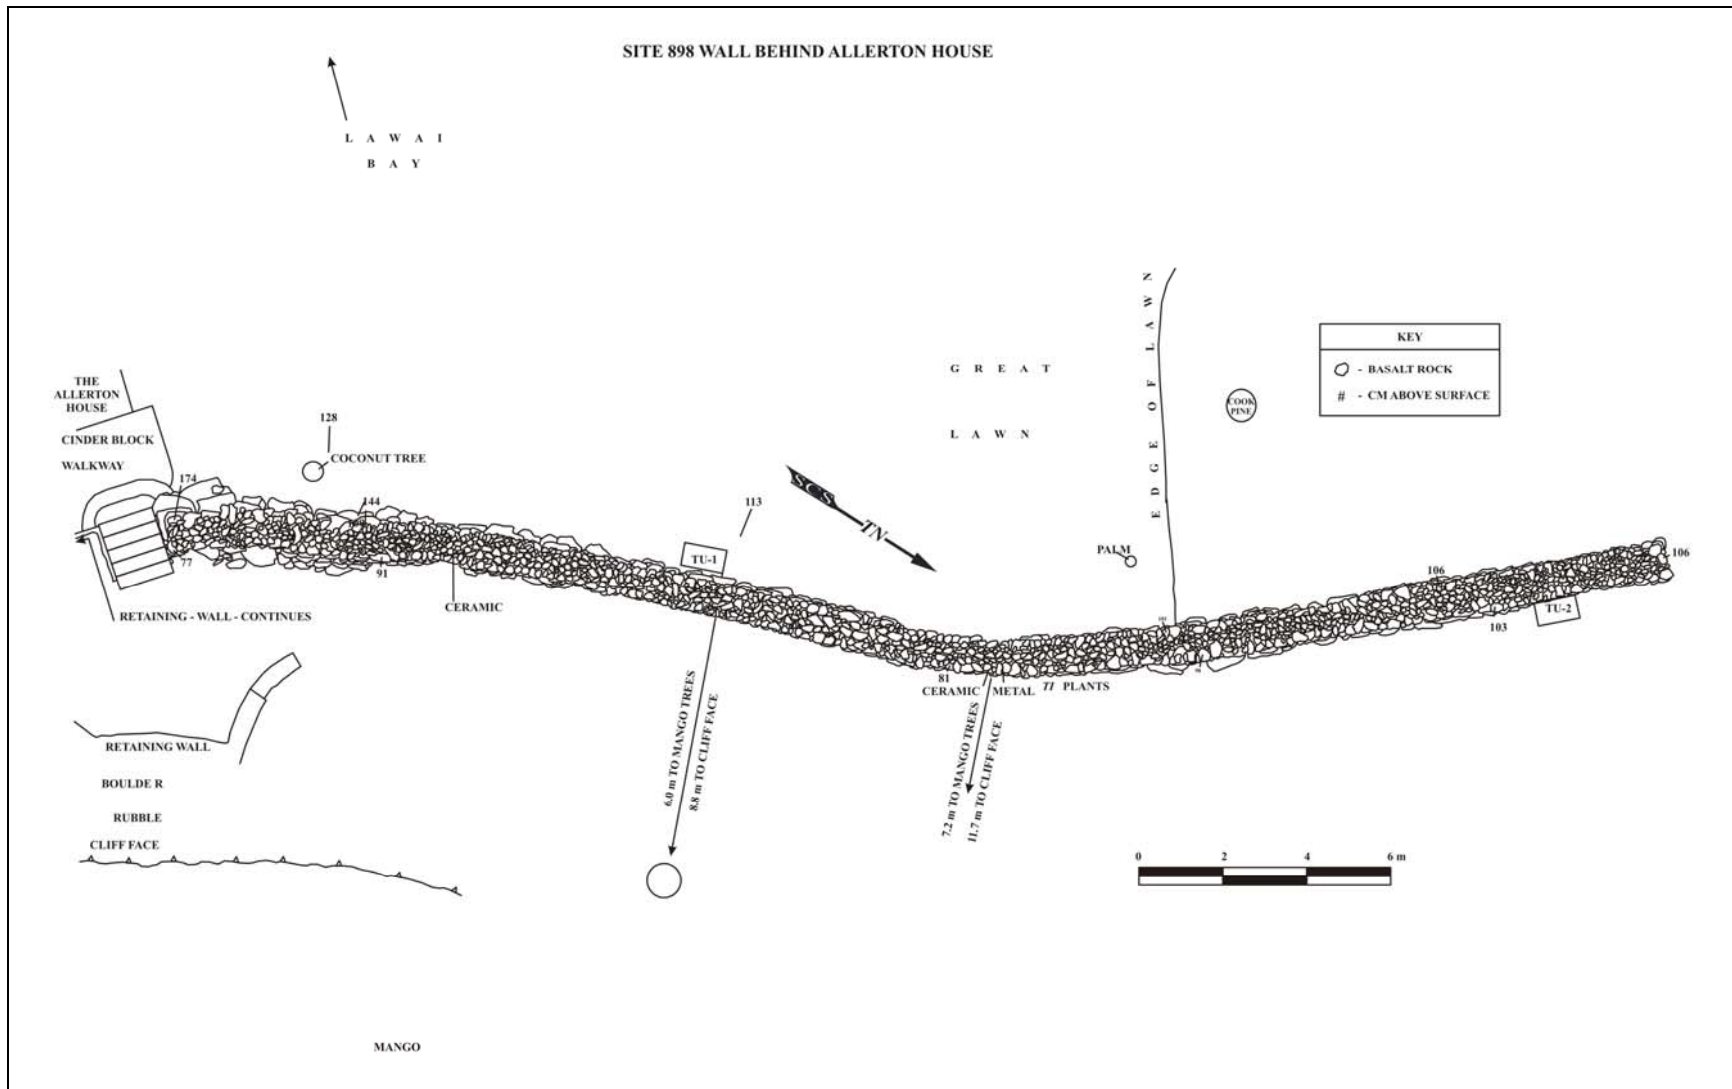 SITE 898 WALL BEHIND ALLERTON HOUSE
L A W A I
B A Y
EDGE OF LAWN
KEY
- BASALT ROCK
# - CM ABOVE SURFACE
G R E A T
L A W N
COOK
PINE
THE
ALLERTON
HOUSE
CINDER BLOCK
WALKWAY
128
COCONUT TREE
174
144
113
SCS
TN
TU-1
PALM
77
91
CERAMIC
RETAINING - WALL - CONTINUES
106
106
TU-2
103
81
CERAMIC
METAL
TI PLANTS
6.0 m TO MANGO TREES
8.8 m TO CLIFF FACE
7.2 m TO MANGO TREES
11.7 m TO CLIFF FACE
RETAINING WALL
BOULDE R
RUBBLE
CLIFF FACE
0 2 4 6 m
MANGO